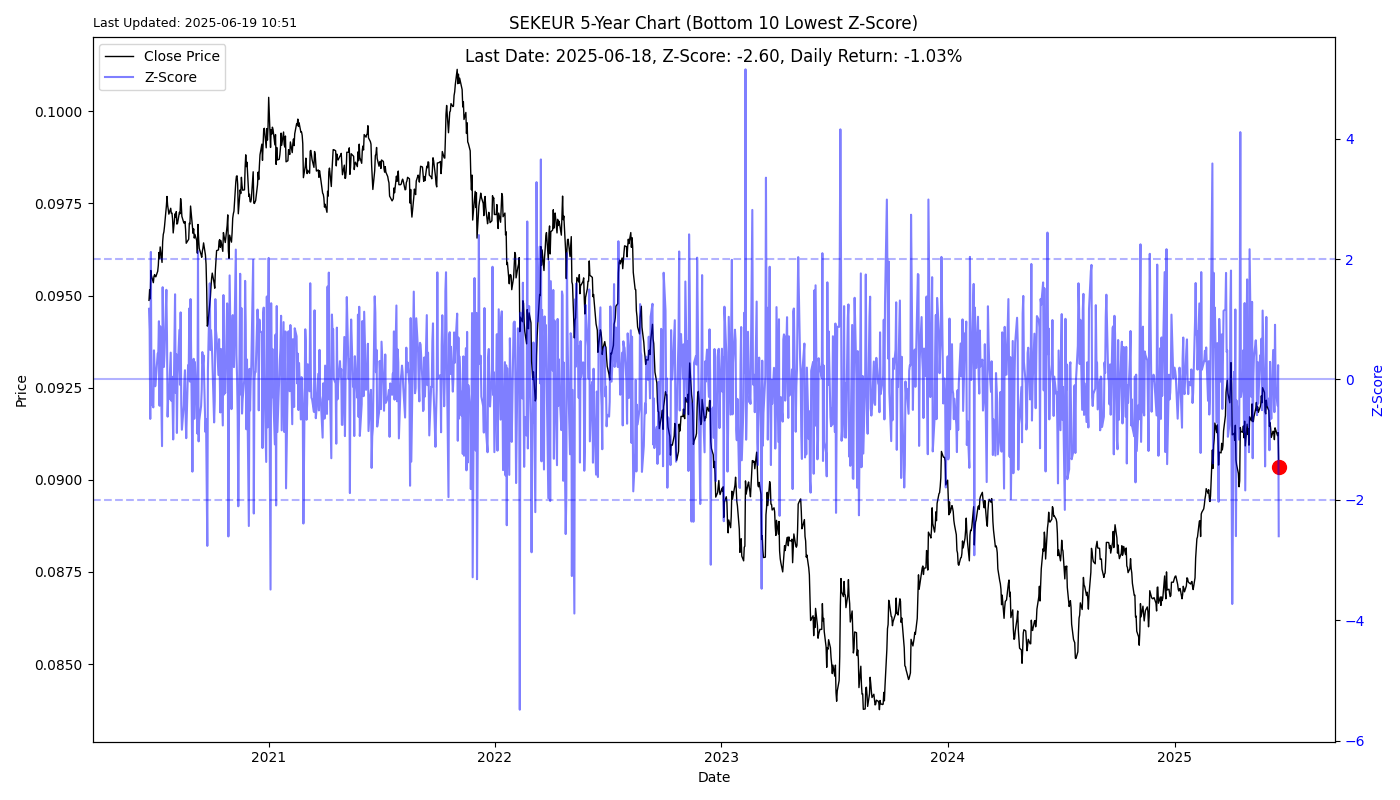 Last Updated: 2025-06-19 10:51
SEKEUR 5-Year Chart (Bottom 10 Lowest Z-Score)
Last Date: 2025-06-18, Z-Score: -2.60, Daily Return: -1.03%
Close Price
Z-Score
0.1000
0.0975
0.0950
0.0925
0.0900
0.0875
0.0850
Price
4
2
0
−2
−4
−6
Z-Score
2021
2022
2023
2024
2025
Date